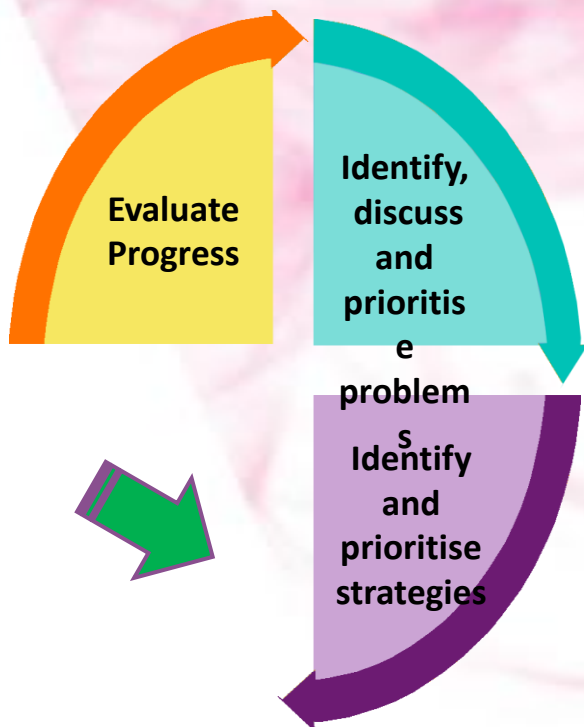 Evaluate
Progress
Identify,
discuss
and
prioritis
e
problem
s
Identify
and
prioritise
strategies